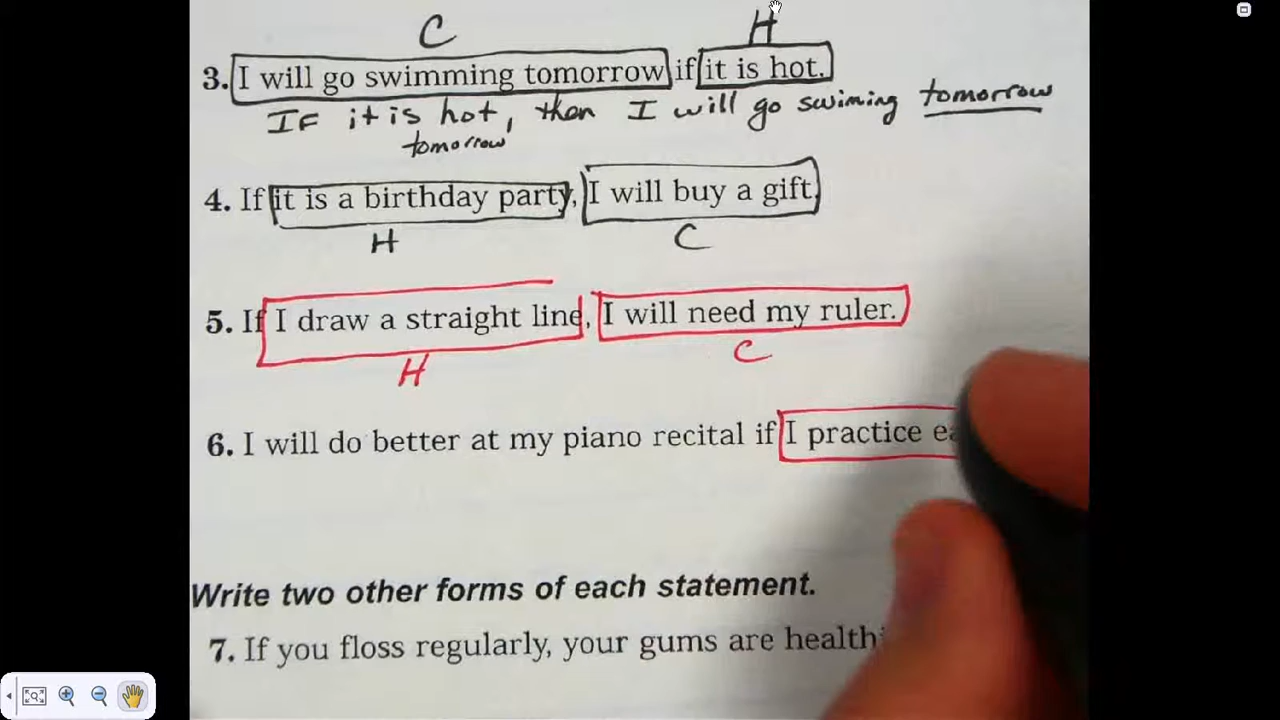 C H
3. I will go swimming tomorrow if it is hot.
IF it is hot, then I will go swiming tomorrow
tomorrow
4. If it is a birthday party, I will buy a gift.
H C
5. If I draw a straight line, I will need my ruler.
H C
6. I will do better at my piano recital if I practice
Write two other forms of each statement.
7. If you floss regularly, your gums are